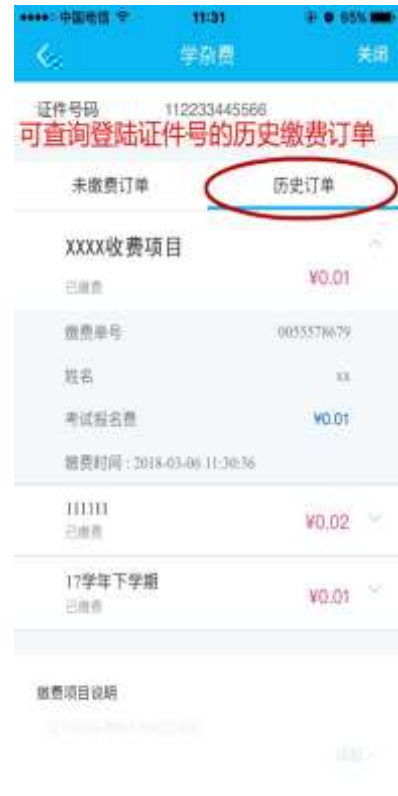 中国电信 11:31 95%
学杂费 关闭
证件号码 112233445566
可查询登陆证件号的历史缴费订单
未缴费订单 历史订单
XXXX收费项目
已缴费 ¥0.01
缴费单号 0055578679
姓名 xx
考试报名费 ¥0.01
缴费时间：2018-03-06 11:30:36
111111
已缴费 ¥0.02
17学年下学期
已缴费 ¥0.01
缴费项目说明